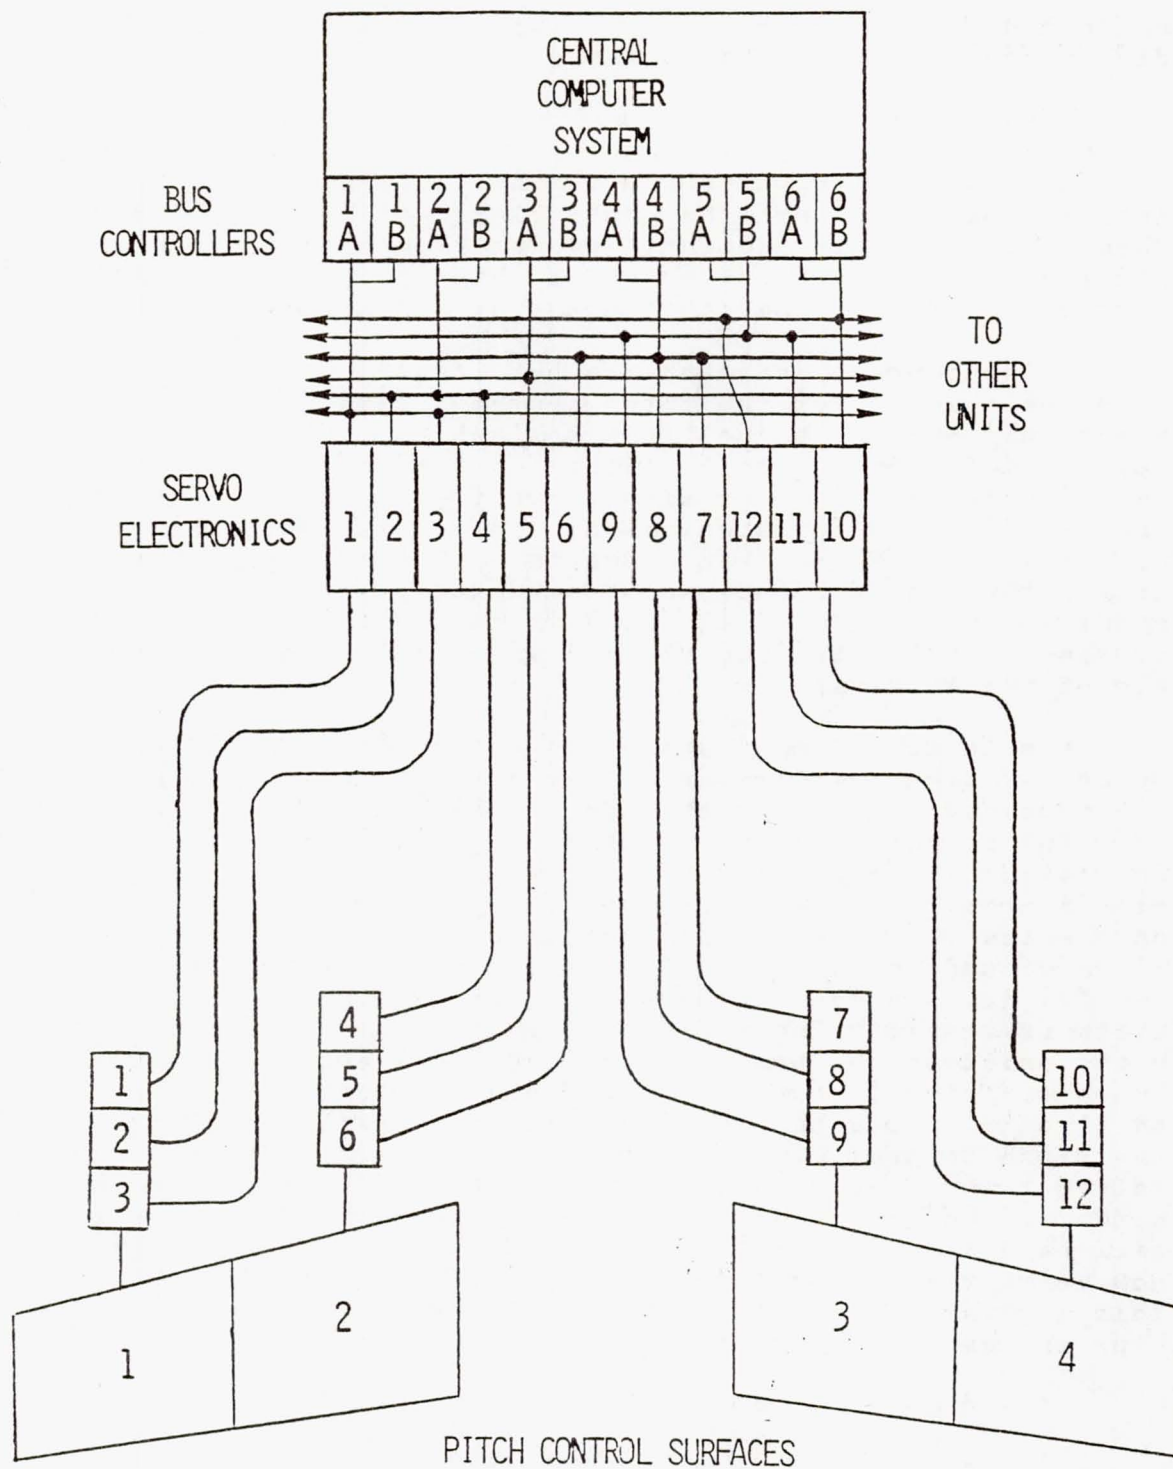 CENTRAL
COMPUTER
SYSTEM
BUS
CONTROLLERS
1 1 2 2 3 3 4 4 5 5 6 6
A B A B A B A B A B A B
TO
OTHER
UNITS
SERVO
ELECTRONICS
1 2 3 4 5 6 9 8 7 12 11 10
4
5
6
7
8
9
1
2
3
10
11
12
1
2
3
4
PITCH CONTROL SURFACES